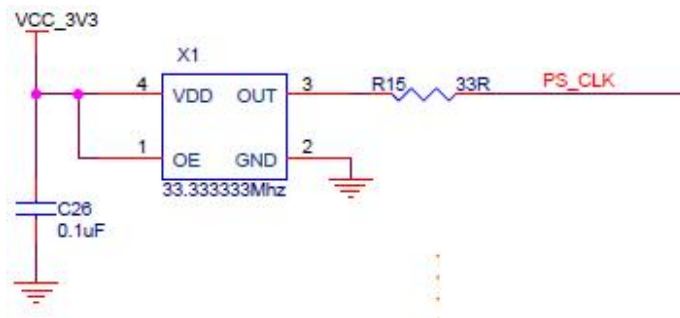 VCC_3V3
X1
4 VDD OUT 3 R15 33R PS_CLK
1 OE GND 2
33.333333Mhz
C26
0.1uF